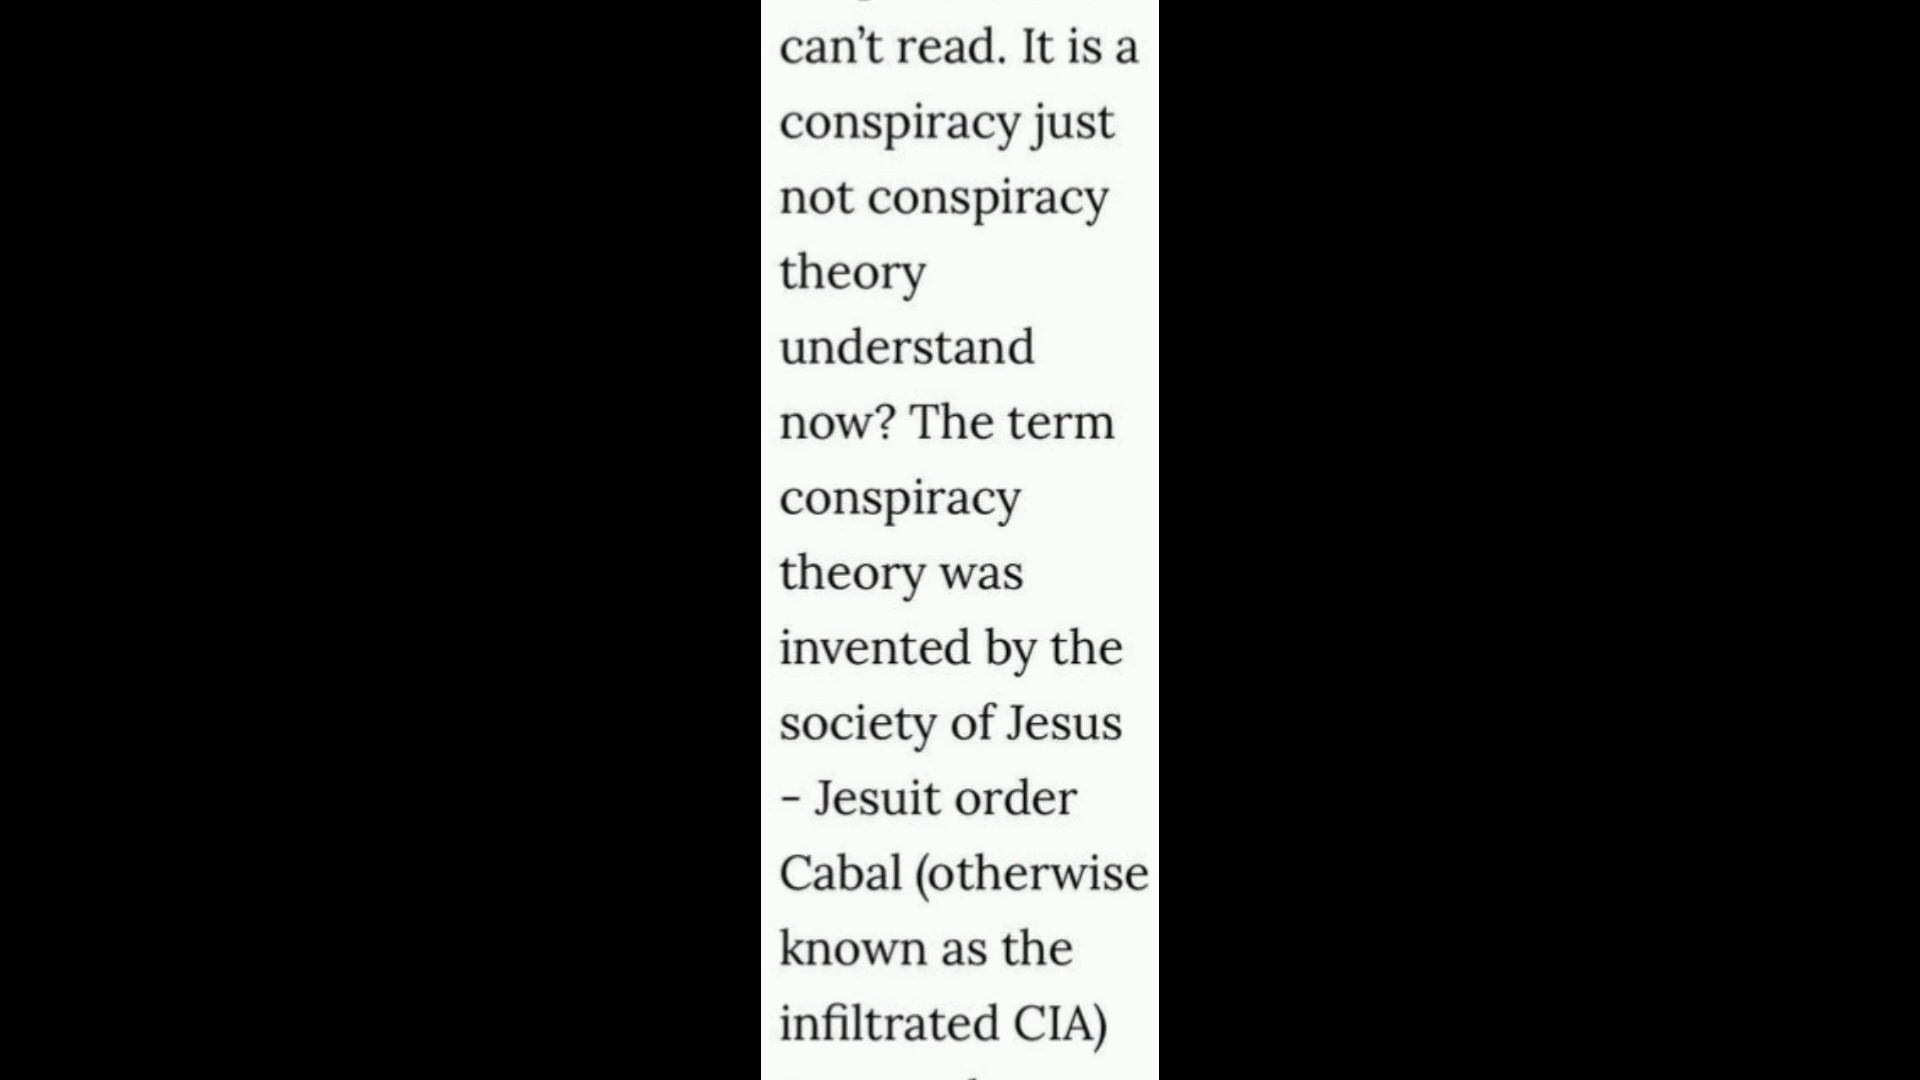 can’t read. It is a
conspiracy just
not conspiracy
theory
understand
now? The term
conspiracy
theory was
invented by the
society of Jesus
- Jesuit order
Cabal (otherwise
known as the
infiltrated CIA)